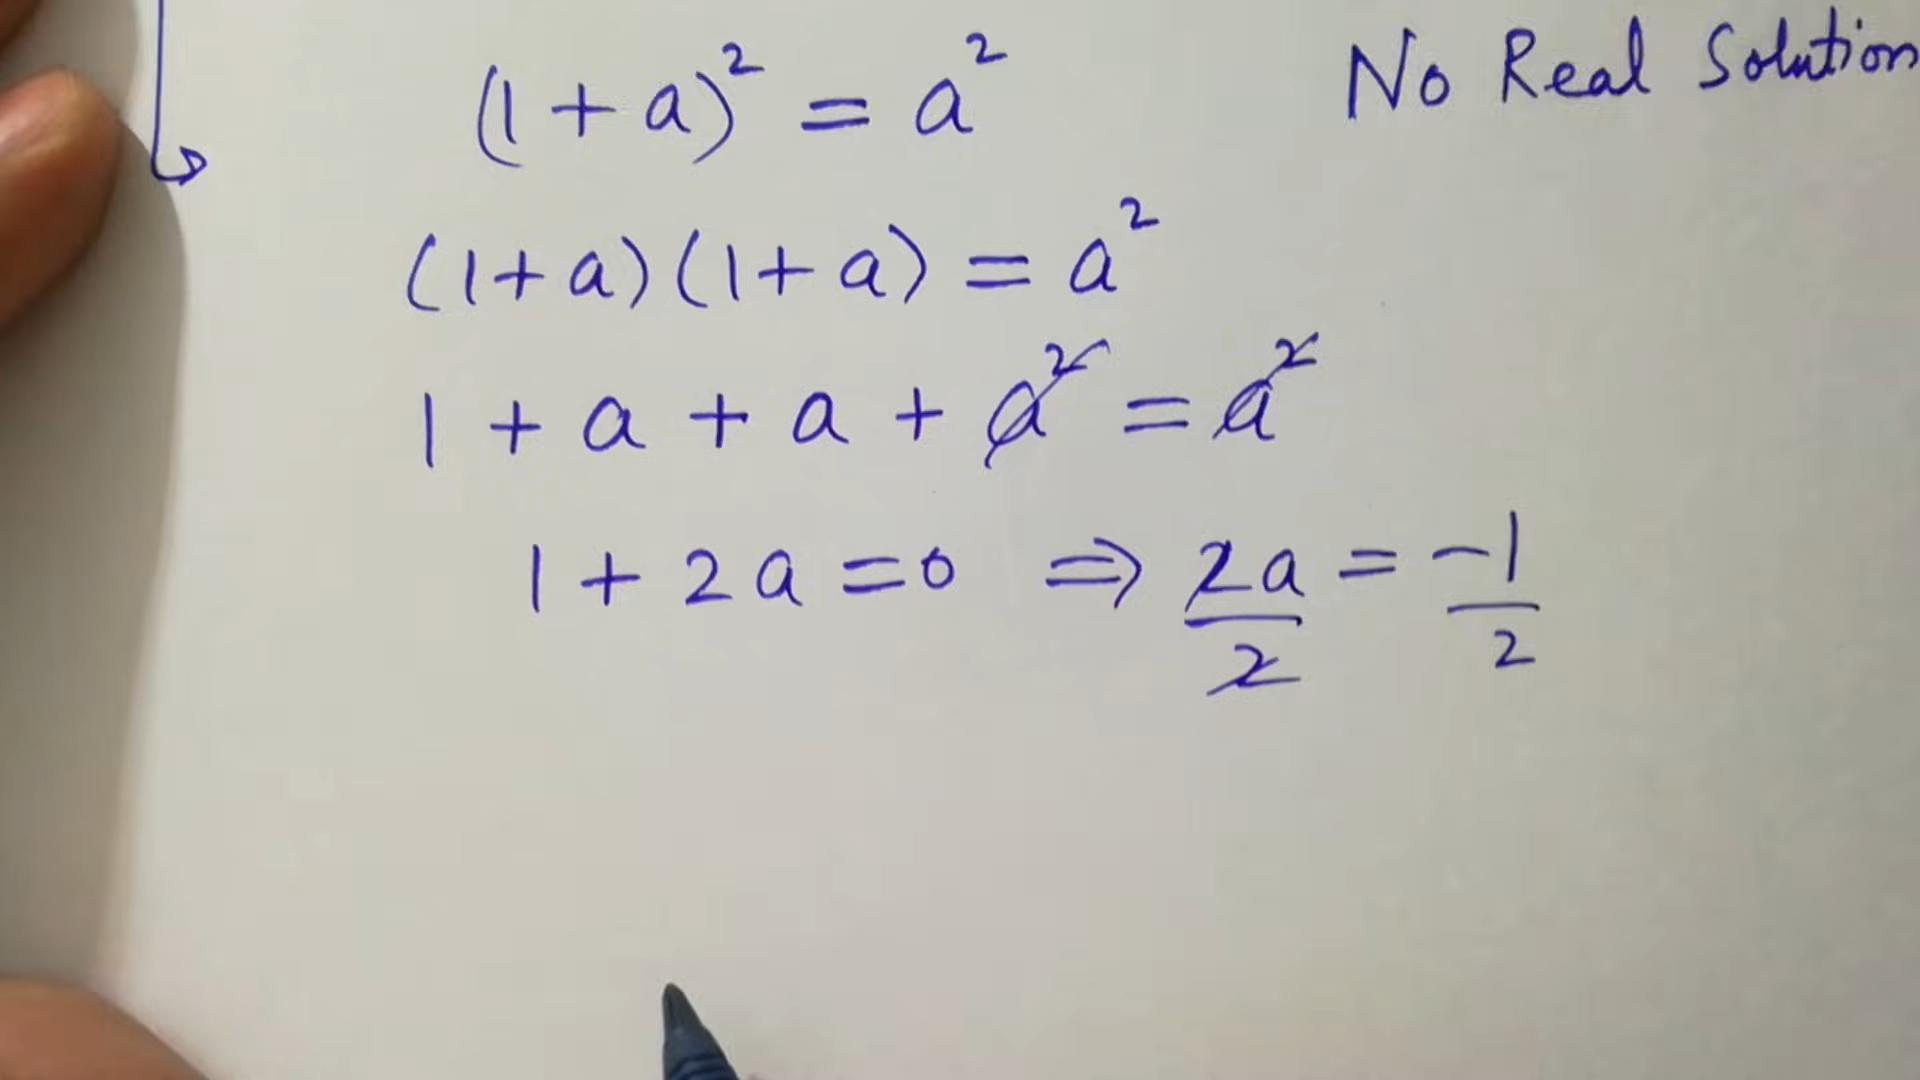 (1 + a)² = a²
No Real Solution
(1 + a)(1 + a) = a²
1 + a + a + a² = a²
1 + 2a = 0 ⇒ 2a/2 = -1/2